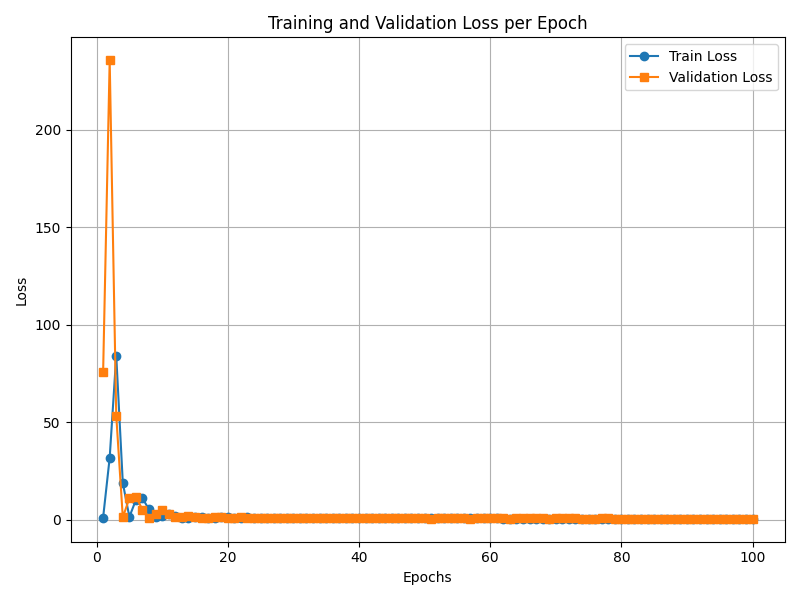 Training and Validation Loss per Epoch
Train Loss
Validation Loss
Loss
200
150
100
50
0
0 20 40 60 80 100
Epochs